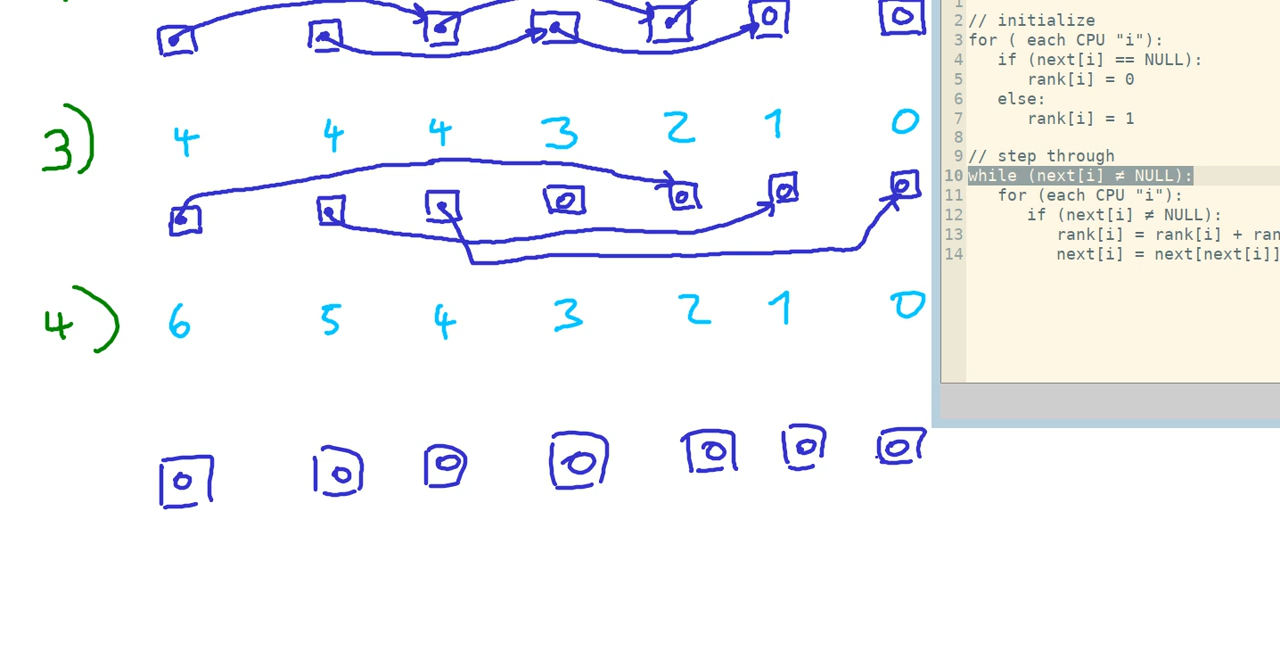 3) 4 4 4 3 2 1 0
4) 6 5 4 3 2 1 0
1
2 // initialize
3 for ( each CPU "i"):
4 if (next[i] == NULL):
5 rank[i] = 0
6 else:
7 rank[i] = 1
8
9 // step through
10 while (next[i] ≠ NULL):
11 for (each CPU "i"):
12 if (next[i] ≠ NULL):
13 rank[i] = rank[i] + ran
14 next[i] = next[next[i]]